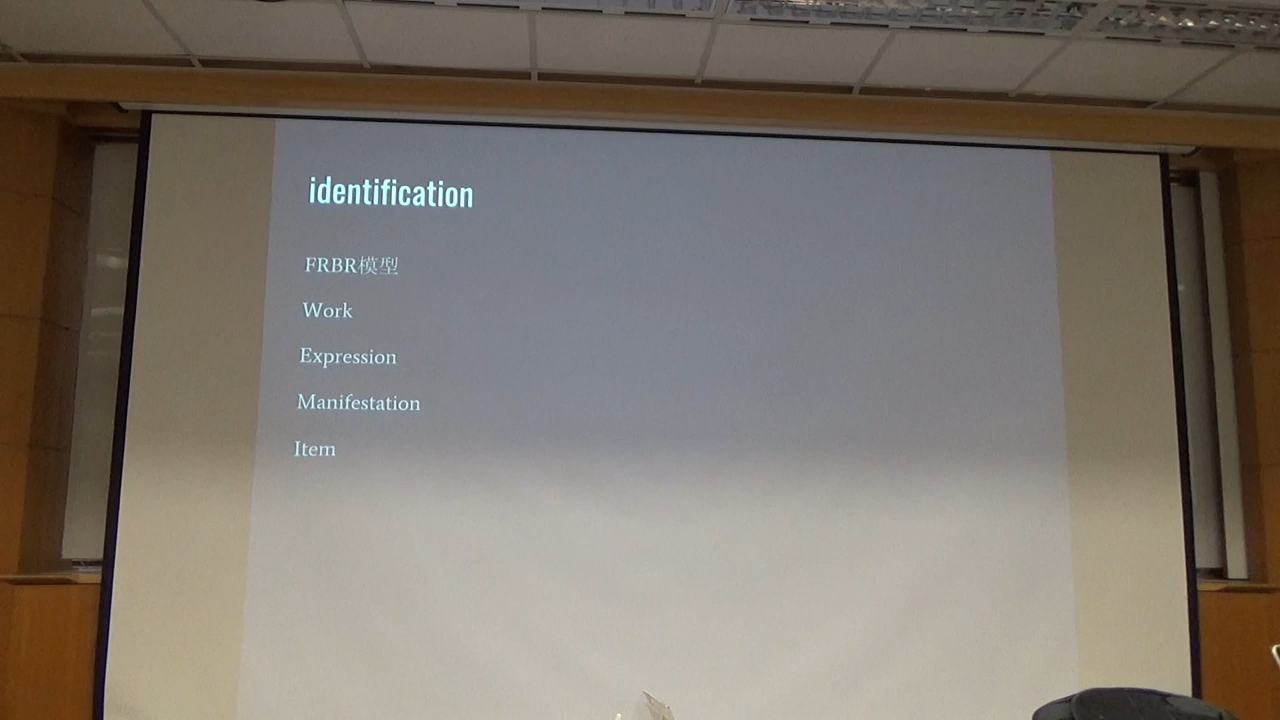 identification
FRBR模型
Work
Expression
Manifestation
Item